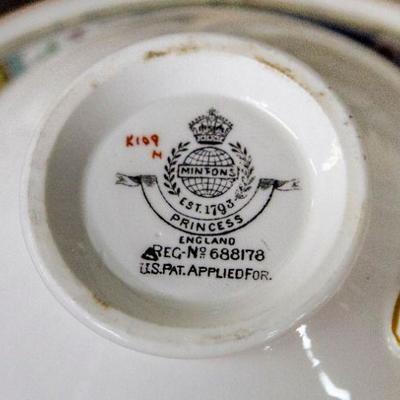 K109
N
MINTONS
EST. 1793
PRINCESS
ENGLAND
REG-Nº 688178
U.S.PAT. APPLIED FOR.